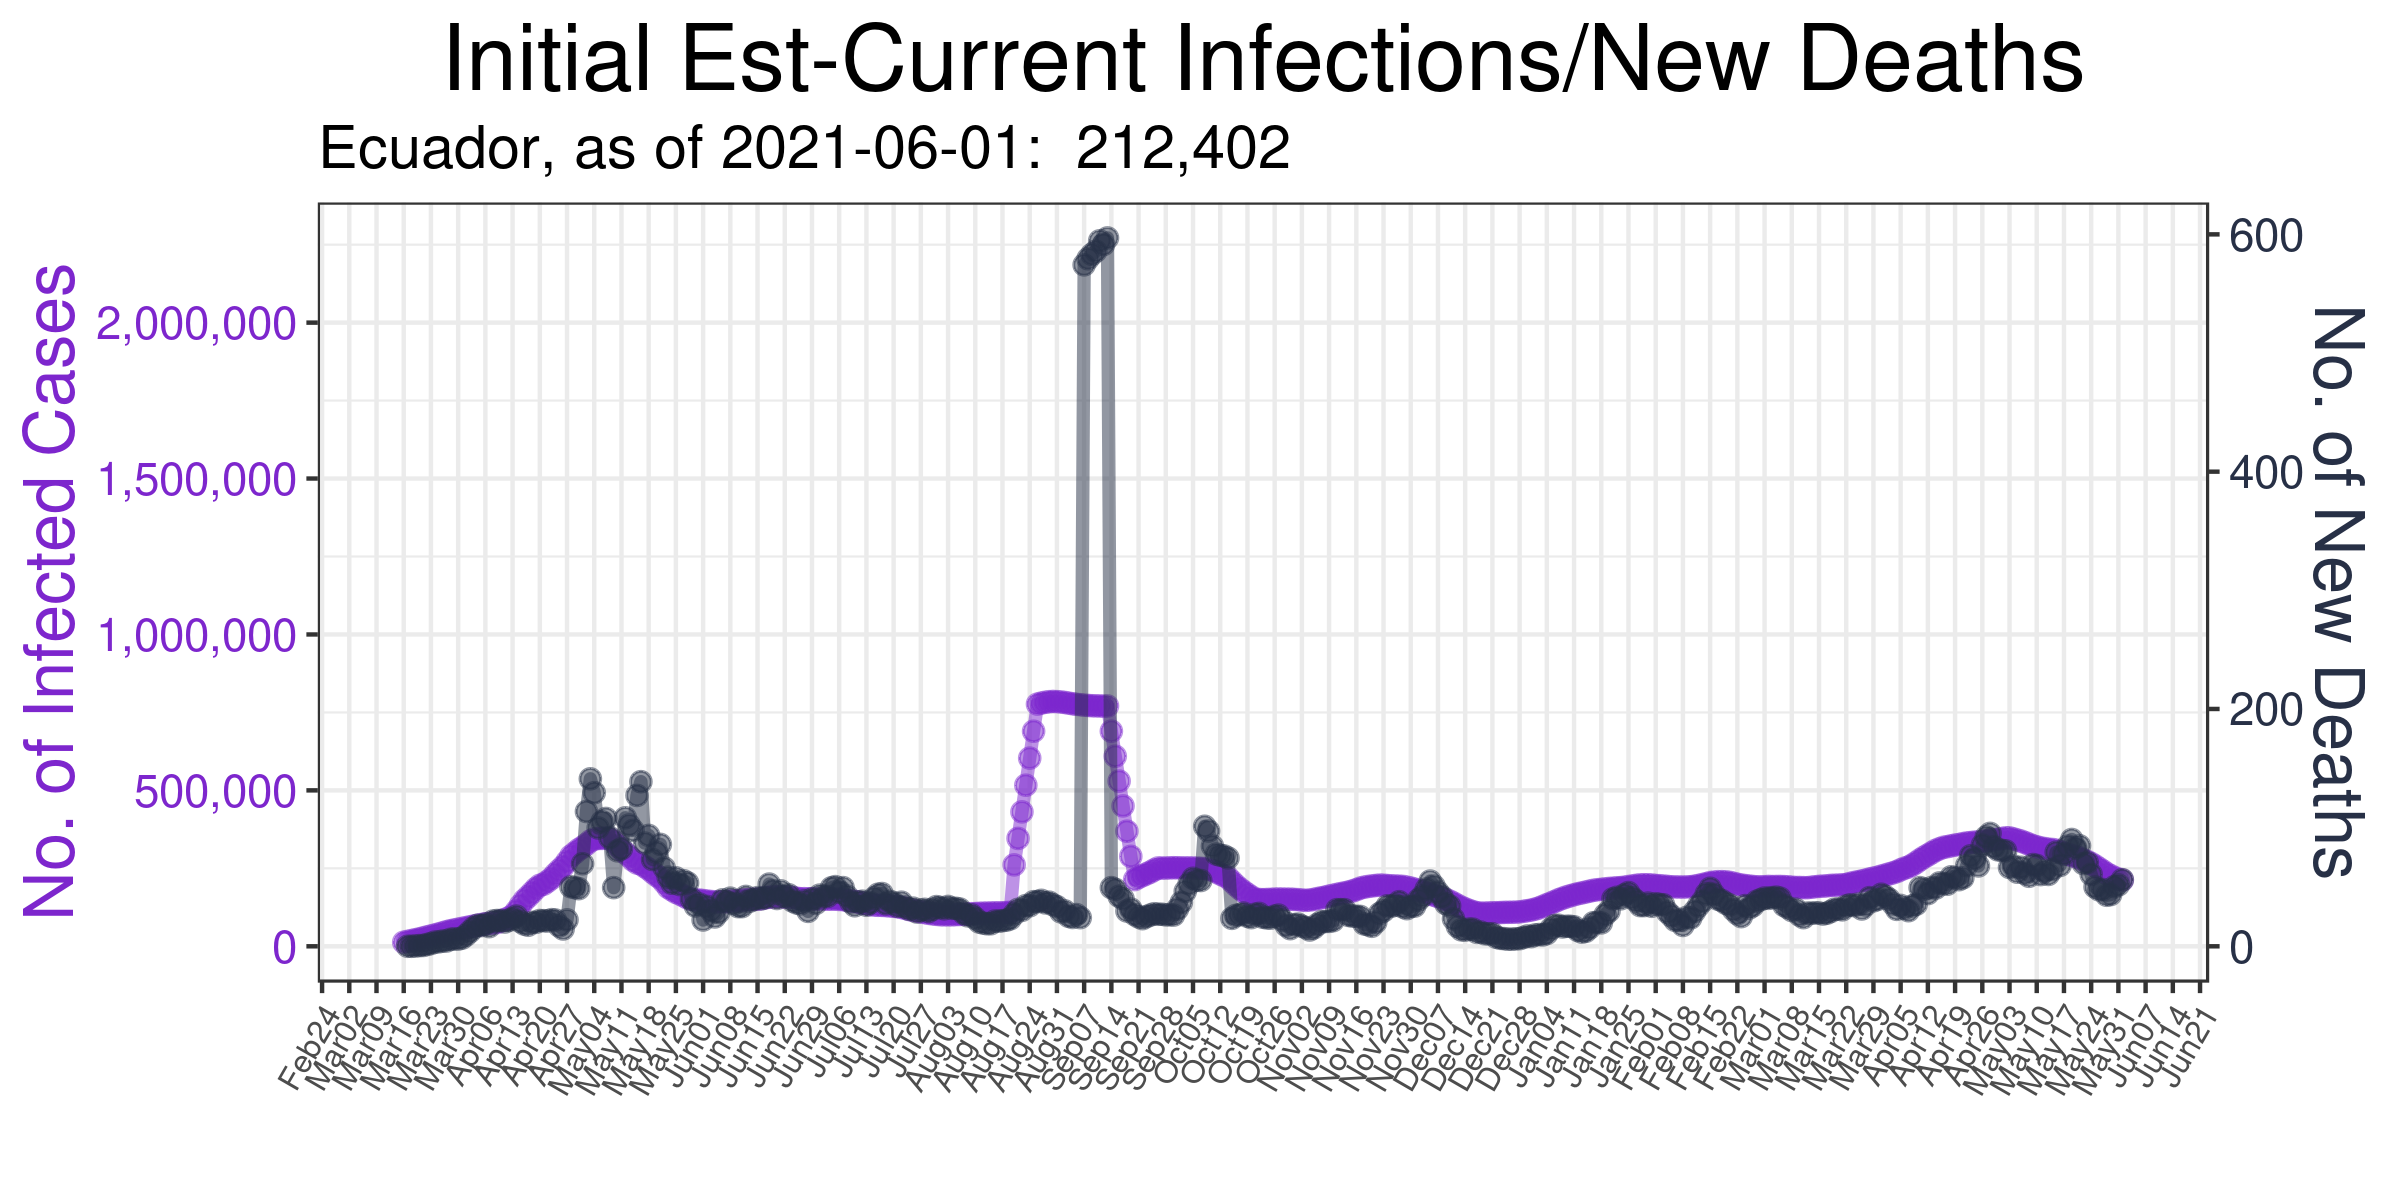 Initial Est-Current Infections/New Deaths
Ecuador, as of 2021-06-01:  212,402
No. of Infected Cases
2,000,000
1,500,000
1,000,000
500,000
0
600
400
200
0
No. of New Deaths
Feb24
Mar02
Mar09
Mar16
Mar23
Mar30
Apr06
Apr13
Apr20
Apr27
May04
May11
May18
May25
Jun01
Jun08
Jun15
Jun22
Jun29
Jul06
Jul13
Jul20
Jul27
Aug03
Aug10
Aug17
Aug24
Aug31
Sep07
Sep14
Sep21
Sep28
Oct05
Oct12
Oct19
Oct26
Nov02
Nov09
Nov16
Nov23
Nov30
Dec07
Dec14
Dec21
Dec28
Jan04
Jan11
Jan18
Jan25
Feb01
Feb08
Feb15
Feb22
Mar01
Mar08
Mar15
Mar22
Mar29
Apr05
Apr12
Apr19
Apr26
May03
May10
May17
May24
May31
Jun07
Jun14
Jun21